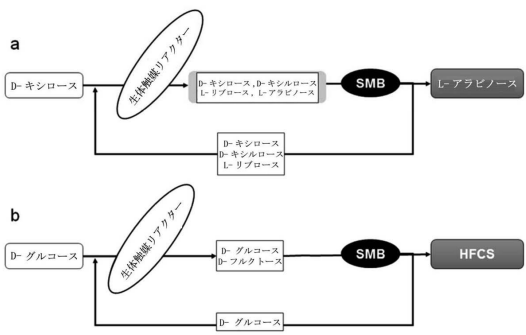 a
D-キシロース
生体触媒リアクター
D-キシロース,D-キシルロース
L-リブロース, L-アラビノース
SMB
L-アラビノース
D-キシロース
D-キシルロース
L-リブロース
b
D-グルコース
生体触媒リアクター
D-グルコース
D-フルクトース
SMB
HFCS
D-グルコース